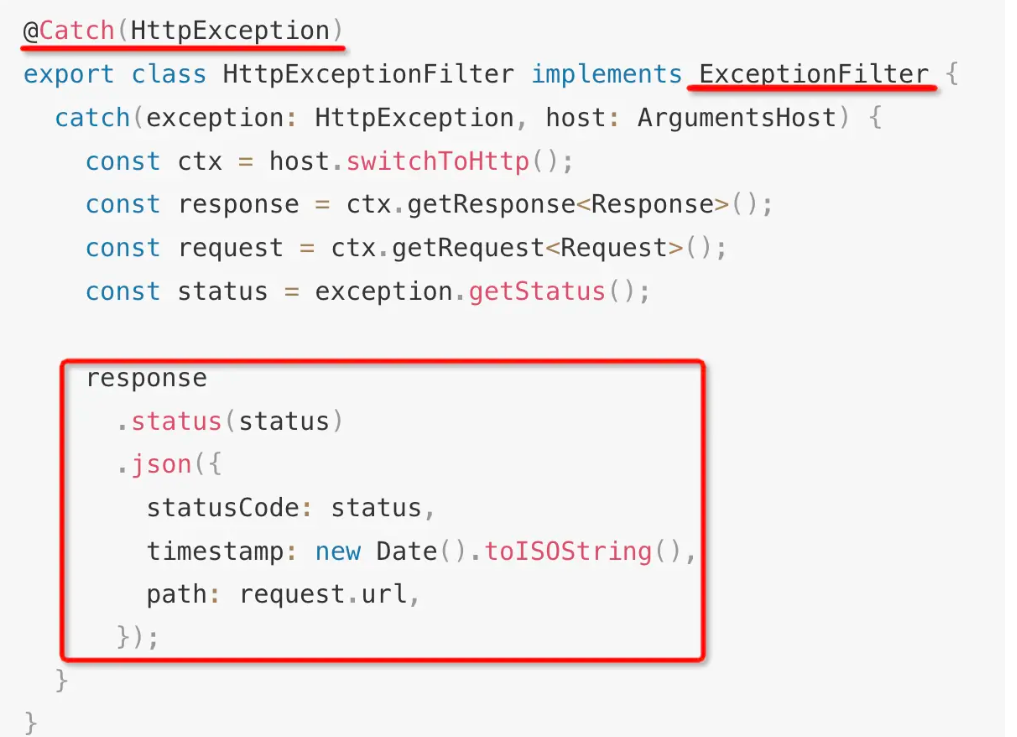 @Catch(HttpException)
export class HttpExceptionFilter implements ExceptionFilter {
  catch(exception: HttpException, host: ArgumentsHost) {
    const ctx = host.switchToHttp();
    const response = ctx.getResponse<Response>();
    const request = ctx.getRequest<Request>();
    const status = exception.getStatus();

    response
      .status(status)
      .json({
        statusCode: status,
        timestamp: new Date().toISOString(),
        path: request.url,
      });
  }
}